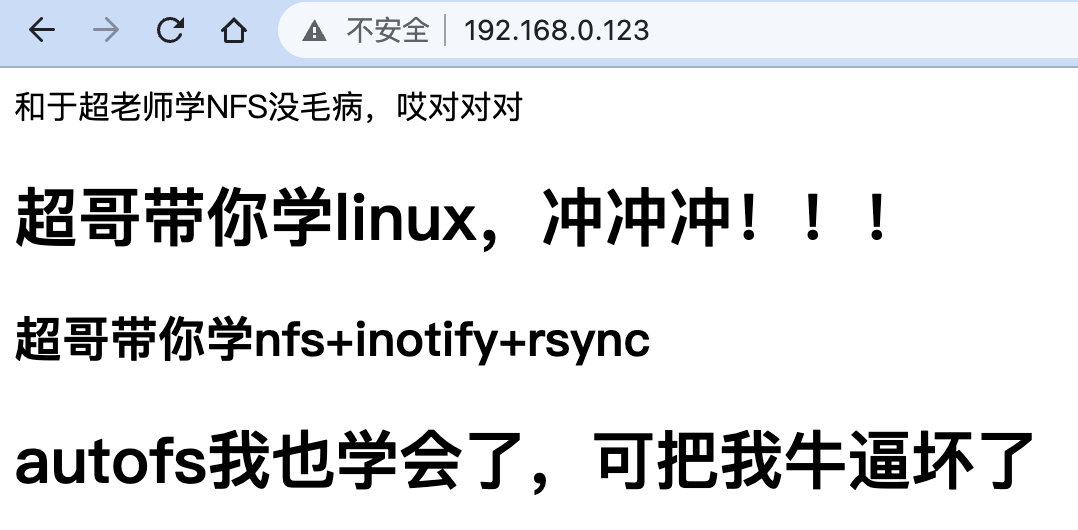 不安全 | 192.168.0.123
和于超老师学NFS没毛病，哎对对对
超哥带你学linux，冲冲冲！！！
超哥带你学nfs+inotify+rsync
autofs我也学会了，可把我牛逼坏了